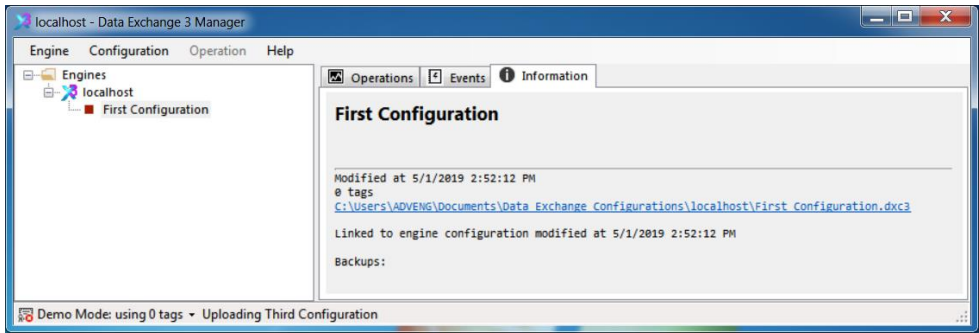 localhost - Data Exchange 3 Manager
Engine Configuration Operation Help
Engines
localhost
First Configuration
Operations Events Information
First Configuration
Modified at 5/1/2019 2:52:12 PM
0 tags
C:\Users\ADVENG\Documents\Data Exchange Configurations\localhost\First Configuration.dxc3
Linked to engine configuration modified at 5/1/2019 2:52:12 PM
Backups:
Demo Mode: using 0 tags Uploading Third Configuration